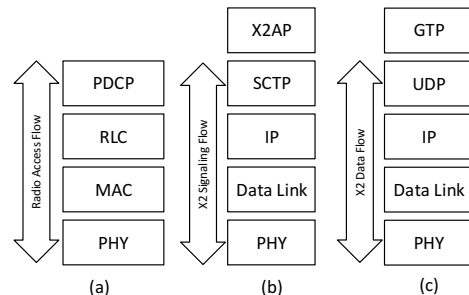 X2AP
GTP
PDCP
SCTP
UDP
RLC
IP
IP
MAC
Data Link
Data Link
PHY
PHY
PHY
Radio Access Flow
X2 Signaling Flow
X2 Data Flow
(a)
(b)
(c)